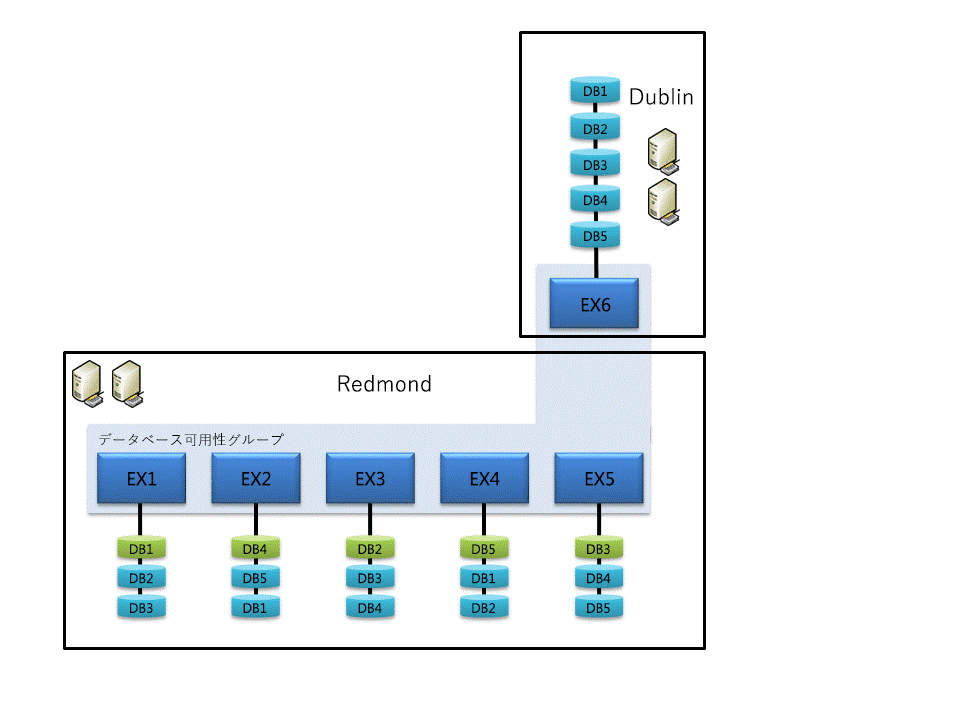 DB1
Dublin
DB2
DB3
DB4
DB5
EX6
Redmond
データベース可用性グループ
EX1 EX2 EX3 EX4 EX5
DB1 DB4 DB2 DB5 DB3
DB2 DB5 DB3 DB1 DB4
DB3 DB1 DB4 DB2 DB5